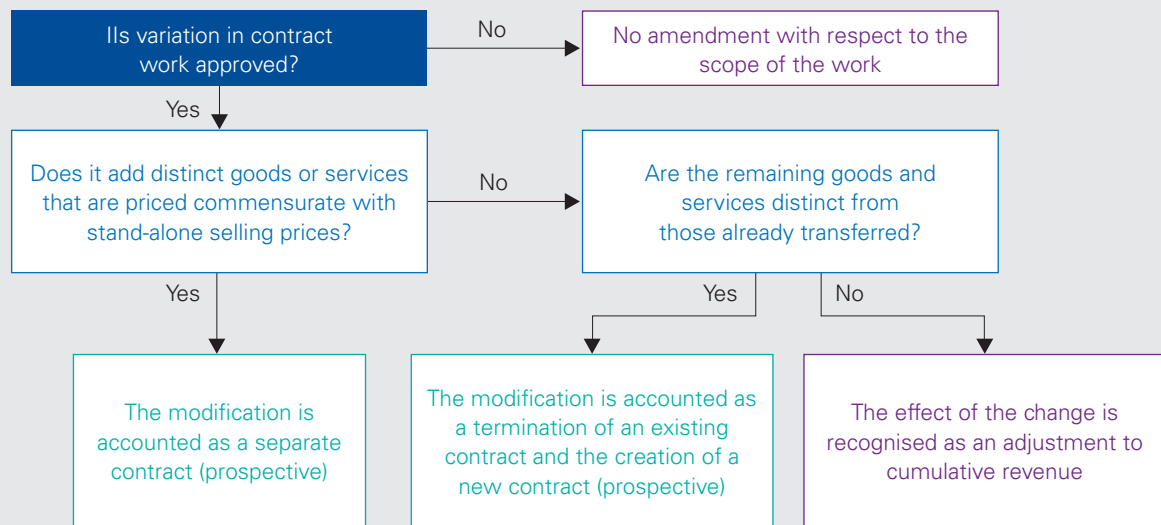 IIs variation in contract
work approved?
No
No amendment with respect to the
scope of the work
Yes
Does it add distinct goods or services
that are priced commensurate with
stand-alone selling prices?
No
Are the remaining goods and
services distinct from
those already transferred?
Yes
Yes
No
The modification is
accounted as a separate
contract (prospective)
The modification is accounted as
a termination of an existing
contract and the creation of a
new contract (prospective)
The effect of the change is
recognised as an adjustment to
cumulative revenue